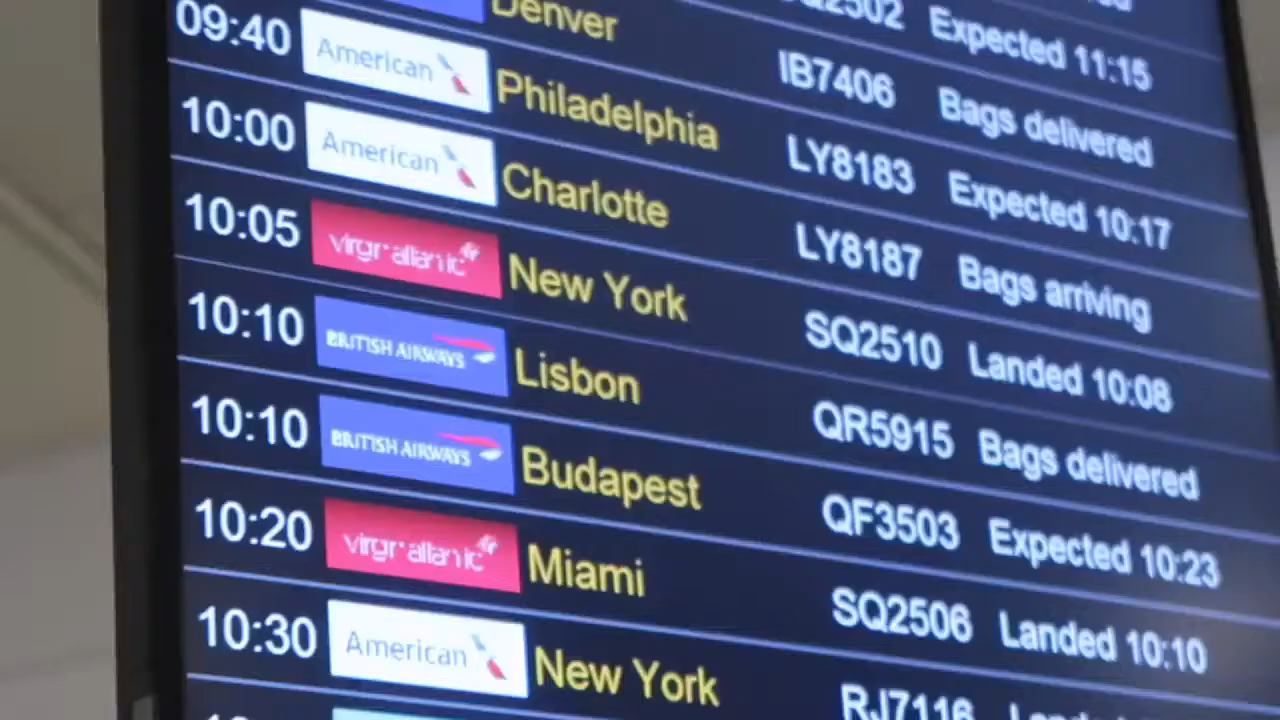 Expected 11:15
Denver IB7406 Bags delivered
09:40 American Philadelphia LY8183 Expected 10:17
10:00 American Charlotte LY8187 Bags arriving
10:05 virgin atlantic New York SQ2510 Landed 10:08
10:10 BRITISH AIRWAYS Lisbon QR5915 Bags delivered
10:10 BRITISH AIRWAYS Budapest QF3503 Expected 10:23
10:20 virgin atlantic Miami SQ2506 Landed 10:10
10:30 American New York RJ7116